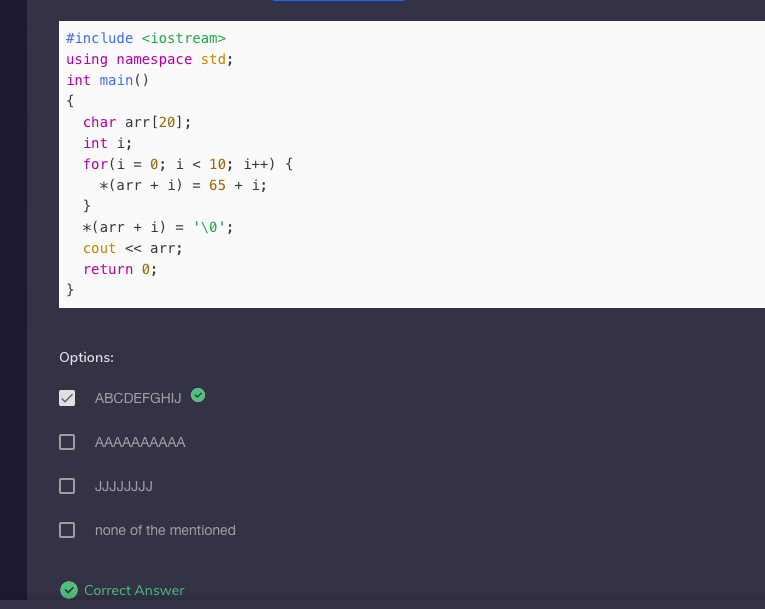 #include <iostream>
using namespace std;
int main()
{
  char arr[20];
  int i;
  for(i = 0; i < 10; i++) {
    *(arr + i) = 65 + i;
  }
  *(arr + i) = '\0';
  cout << arr;
  return 0;
}
Options:
ABCDEFGHIJ
AAAAAAAAAA
JJJJJJJJ
none of the mentioned
Correct Answer